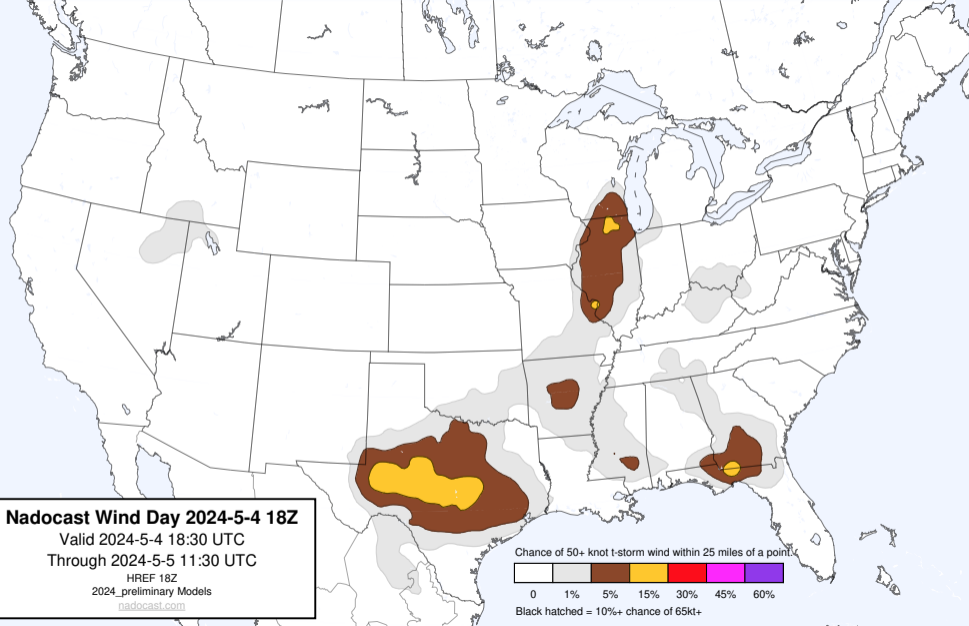 Nadocast Wind Day 2024-5-4 18Z
Valid 2024-5-4 18:30 UTC
Through 2024-5-5 11:30 UTC
HREF 18Z
2024_preliminary Models
nadocast.com
Chance of 50+ knot t-storm wind within 25 miles of a point.
0 1% 5% 15% 30% 45% 60%
Black hatched = 10%+ chance of 65kt+